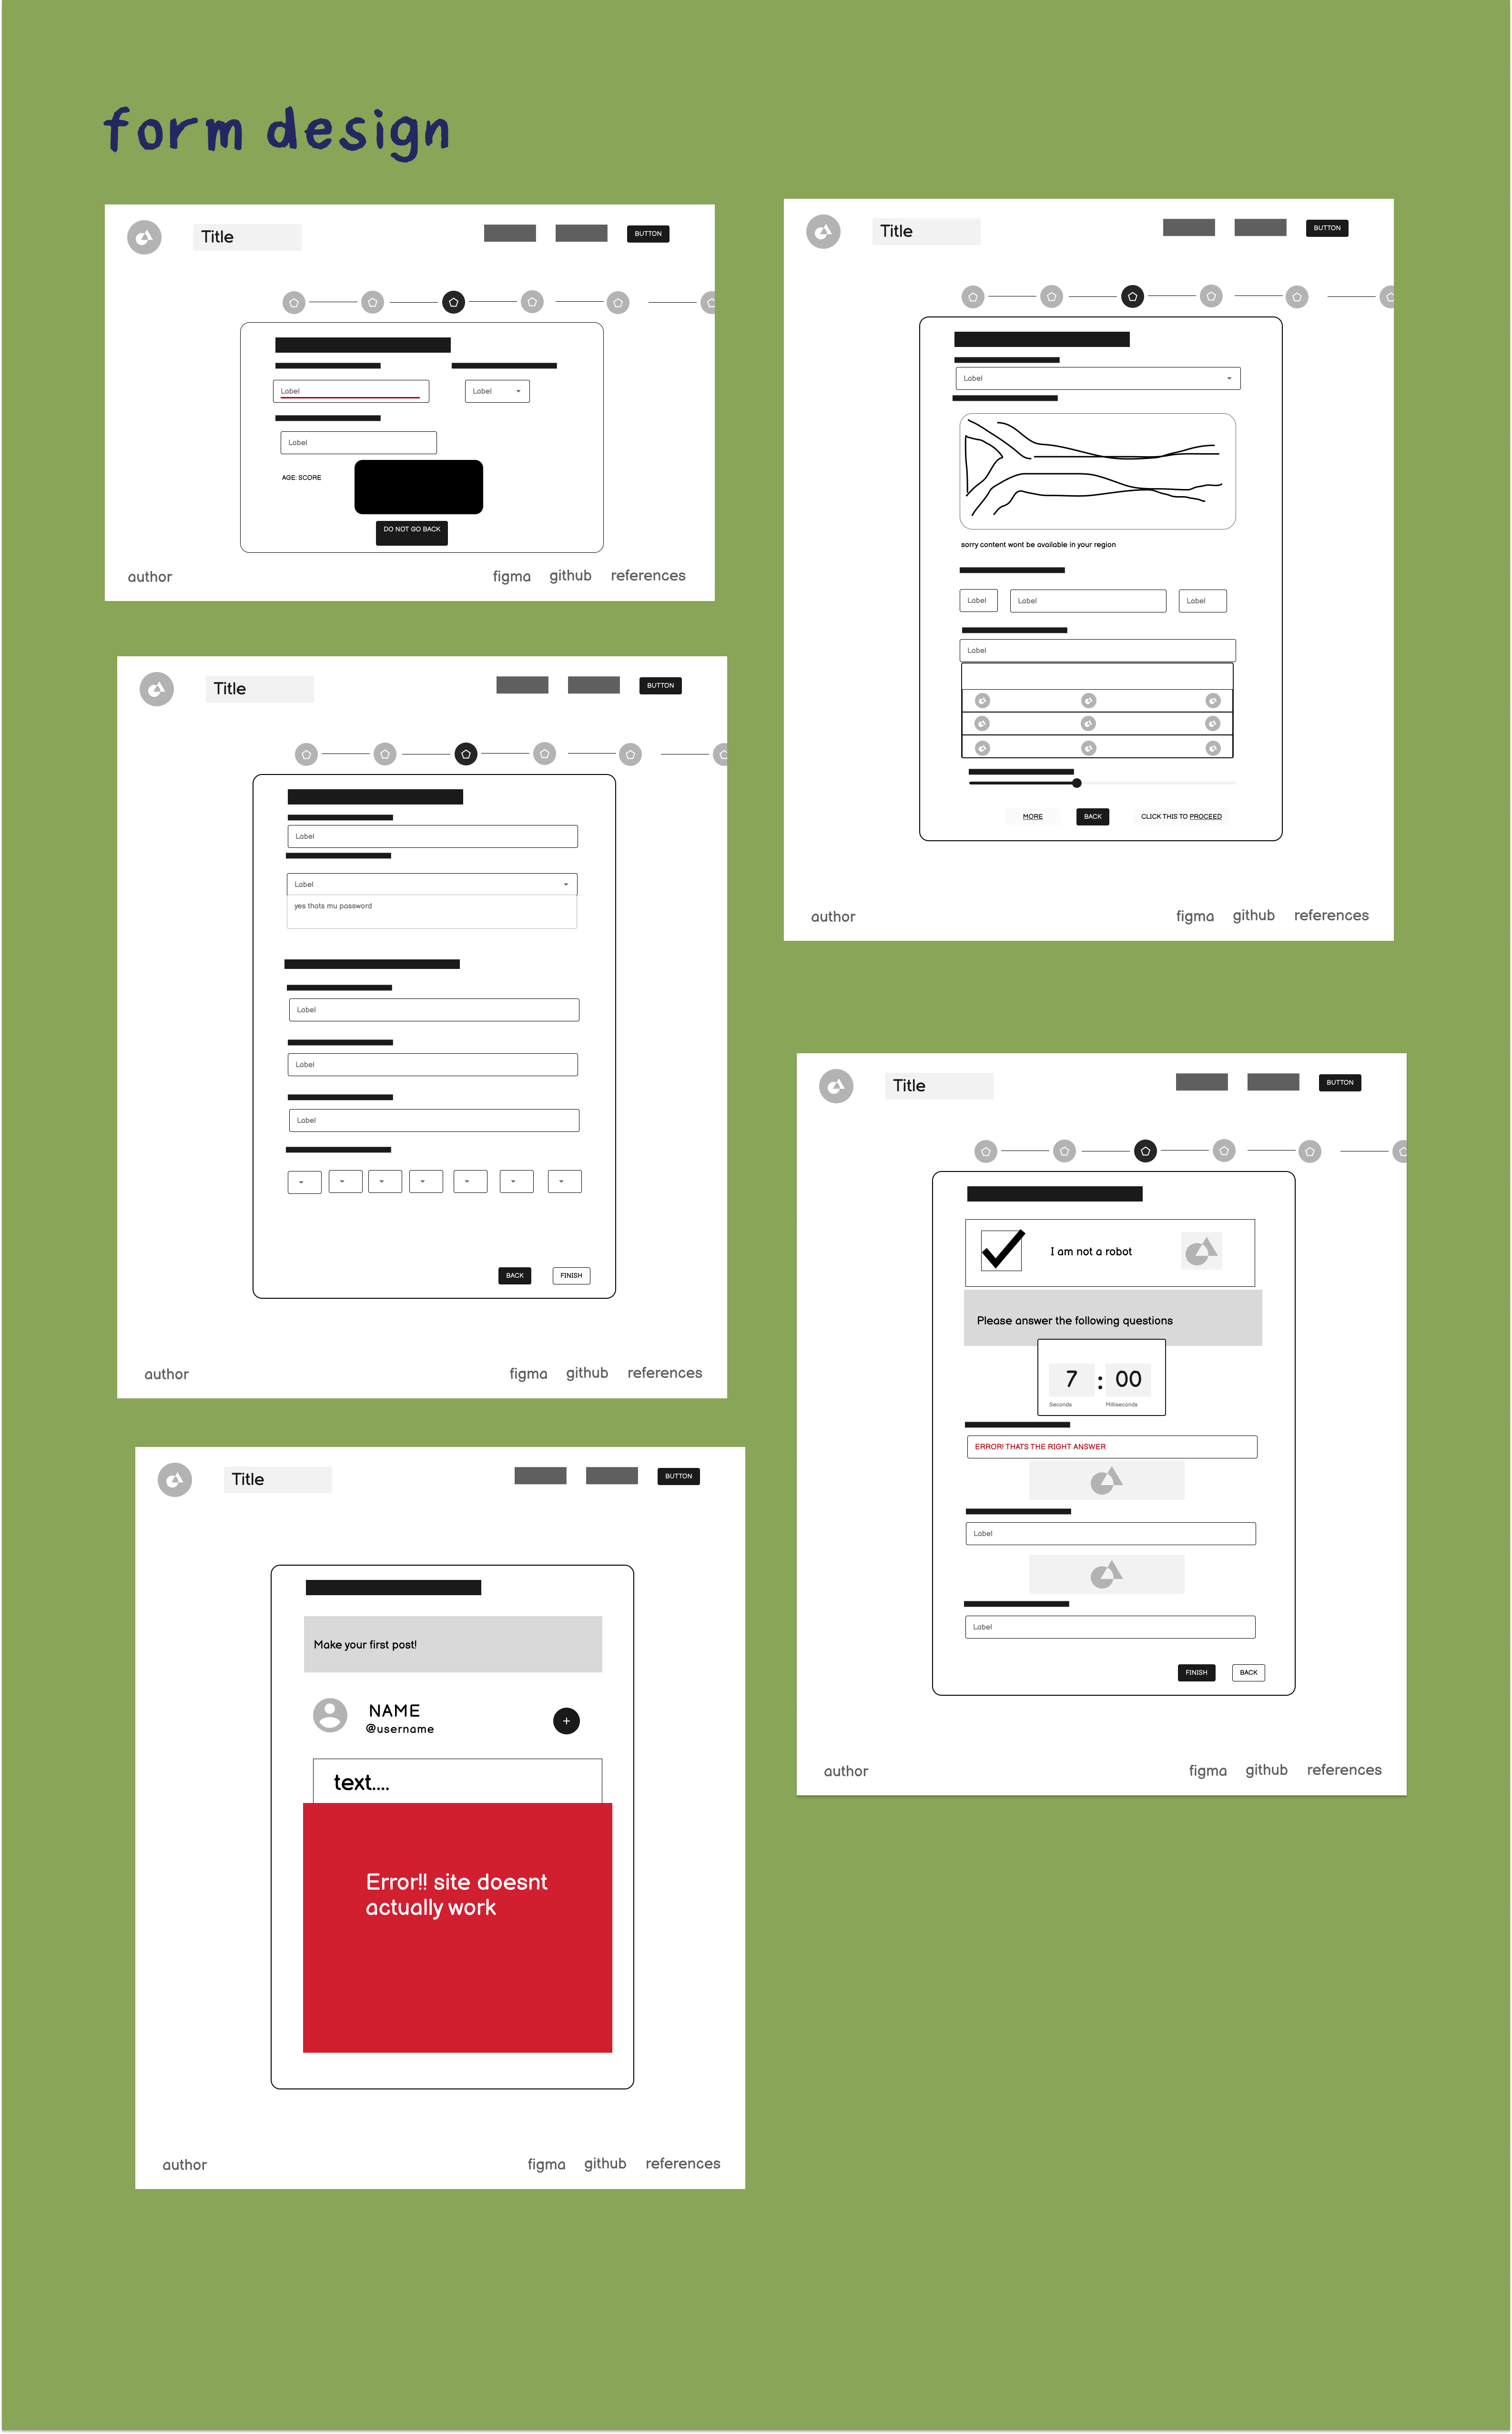 form design
Title
BUTTON
Label
Label
Label
AGE: SCORE
DO NOT GO BACK
author
figma github references
Title
BUTTON
Label
sorry content wont be available in your region
Label Label Label
Label
MORE BACK CLICK THIS TO PROCEED
author
figma github references
Title
BUTTON
Label
Label
yes thats mu password
Label
Label
Label
BACK FINISH
author
figma github references
Title
BUTTON
I am not a robot
Please answer the following questions
7 : 00
Seconds Milliseconds
ERROR! THATS THE RIGHT ANSWER
Label
Label
FINISH BACK
author
figma github references
Title
BUTTON
Make your first post!
NAME
@username
text....
Error!! site doesnt
actually work
author
figma github references